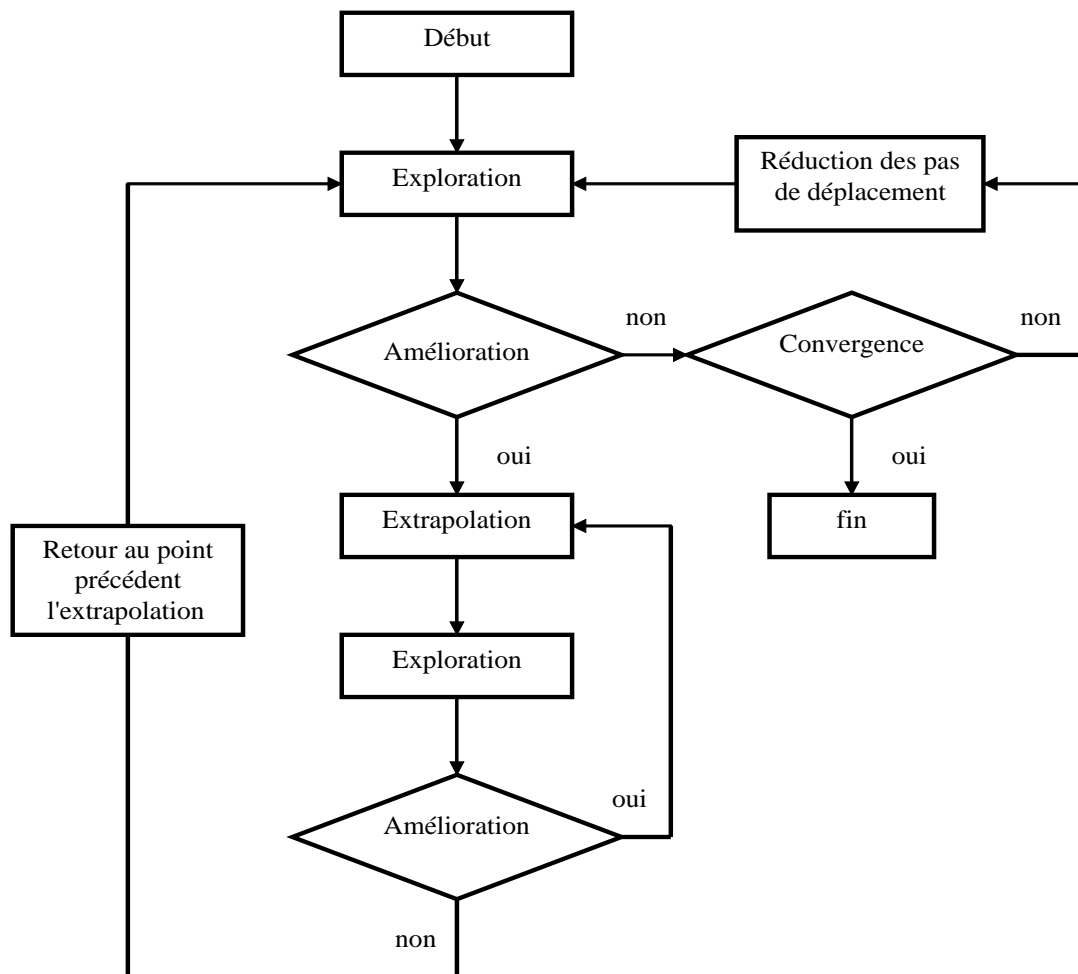 Début
Exploration
Réduction des pas
de déplacement
Amélioration
non
Convergence
non
oui
oui
Extrapolation
fin
Retour au point
précédent
l'extrapolation
Exploration
Amélioration
oui
non